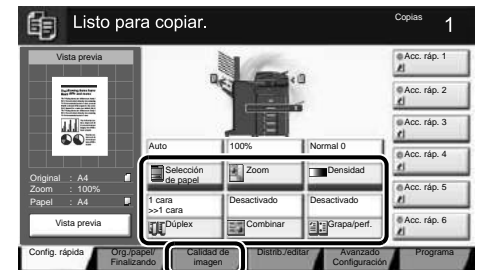 Listo para copiar.
Copias 1
Vista previa
Original : A4
Zoom : 100%
Papel : A4
Vista previa
Auto
100%
Normal 0
Selección
de papel
Zoom
Densidad
1 cara
>>1 cara
Desactivado
Desactivado
Dúplex
Combinar
Grapa/perf.
Acc. ráp. 1
Acc. ráp. 2
Acc. ráp. 3
Acc. ráp. 4
Acc. ráp. 5
Acc. ráp. 6
Config. rápida
Org./papel/
Finalizando
Calidad de
imagen
Distrib./editar
Avanzado
Configuración
Programa